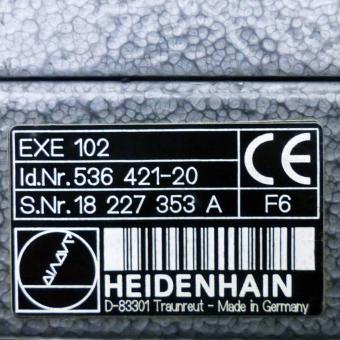 EXE 102
Id.Nr. 536 421-20
S.Nr. 18 227 353 A
CE
F6
HEIDENHAIN
D-83301 Traunreut - Made in Germany